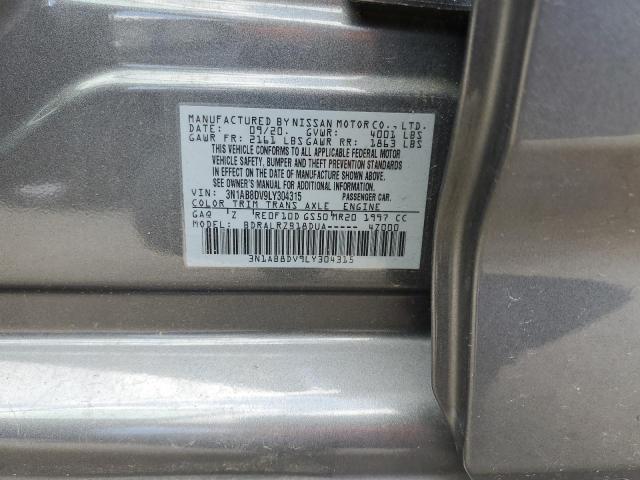 MANUFACTURED BY NISSAN MOTOR CO., LTD.
DATE: 09/20. GVWR: 4001 LBS
GAWR FR: 2161 LBS GAWR RR: 1863 LBS
THIS VEHICLE CONFORMS TO ALL APPLICABLE FEDERAL MOTOR
VEHICLE SAFETY, BUMPER AND THEFT PREVENTION STANDARDS
IN EFFECT ON THE DATE OF MANUFACTURE SHOWN ABOVE.
SEE OWNER'S MANUAL FOR ADDITIONAL INFORMATION.
VIN: 3N1AB8DV9LY304315 PASSENGER CAR.
COLOR TRIM TRANS AXLE ENGINE
GAQ Z RE0F10D GS50 MR20 1997 CC
MODEL: BDRALRZ918DUA----- 47000
3N1AB8DV9LY304315